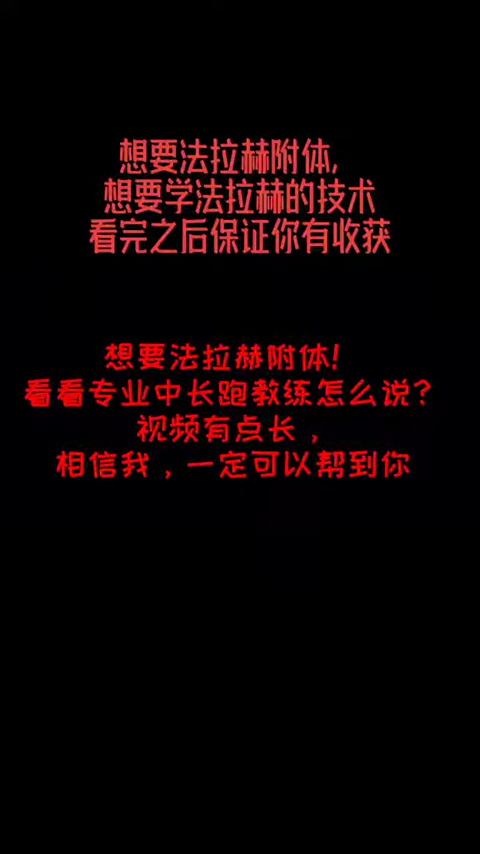 想要法拉赫附体,
想要学法拉赫的技术
看完之后保证你有收获
想要法拉赫附体!
看看专业中长跑教练怎么说?
视频有点长，
相信我，一定可以帮到你